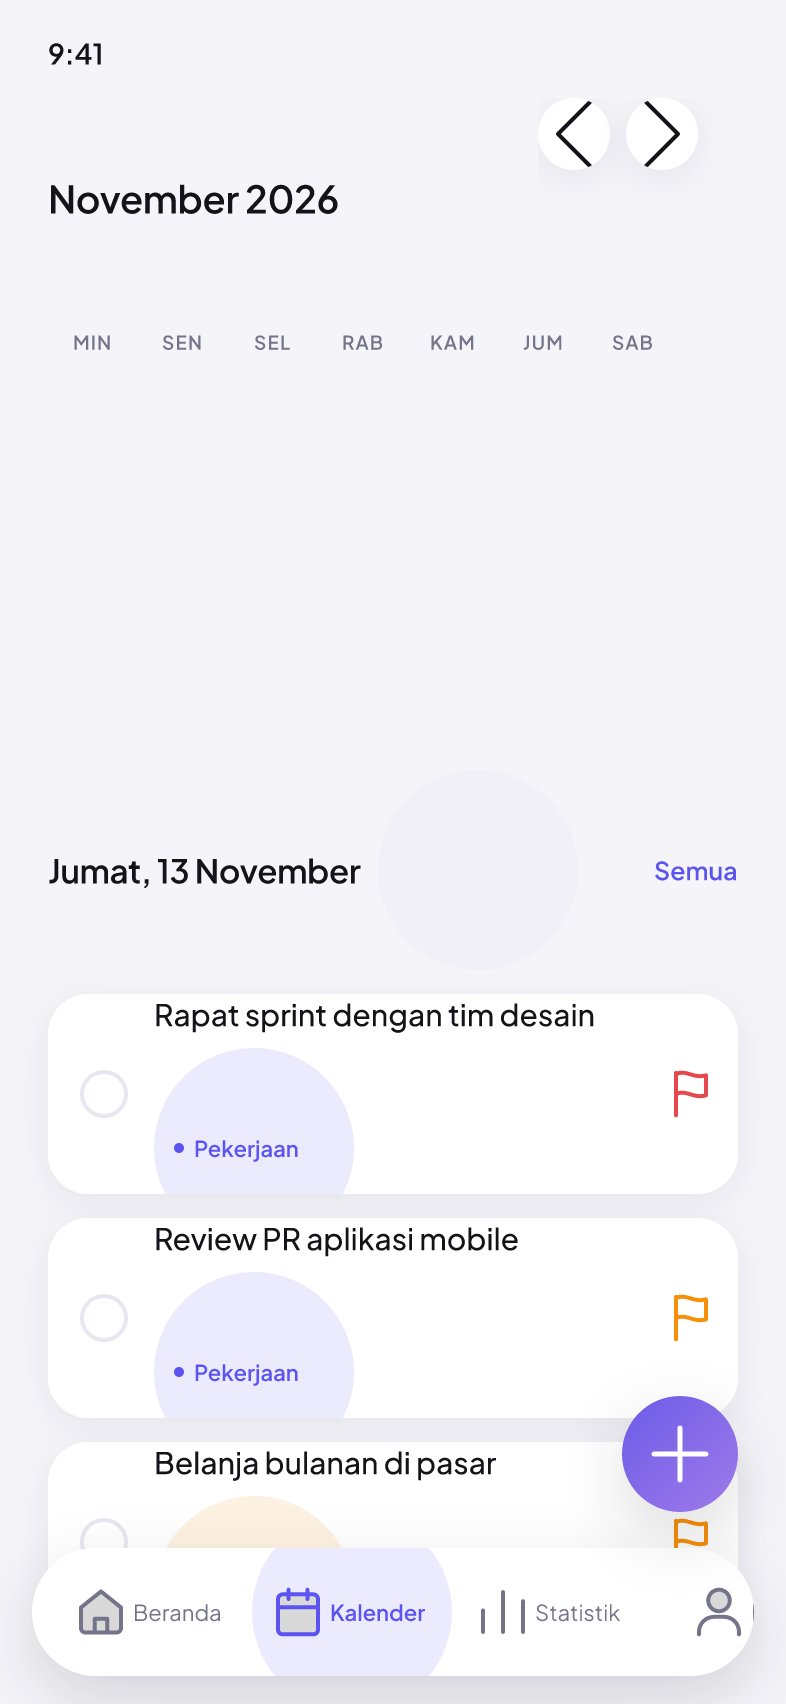 9:41
November 2026
MIN SEN SEL RAB KAM JUM SAB
Jumat, 13 November
Semua
Rapat sprint dengan tim desain
Pekerjaan
Review PR aplikasi mobile
Pekerjaan
Belanja bulanan di pasar
Beranda Kalender Statistik